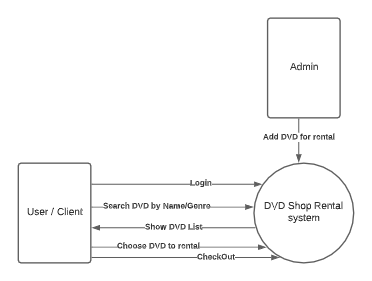 Admin
Add DVD for rental
Login
Search DVD by Name/Genre
User / Client
DVD Shop Rental
system
Show DVD List
Choose DVD to rental
CheckOut